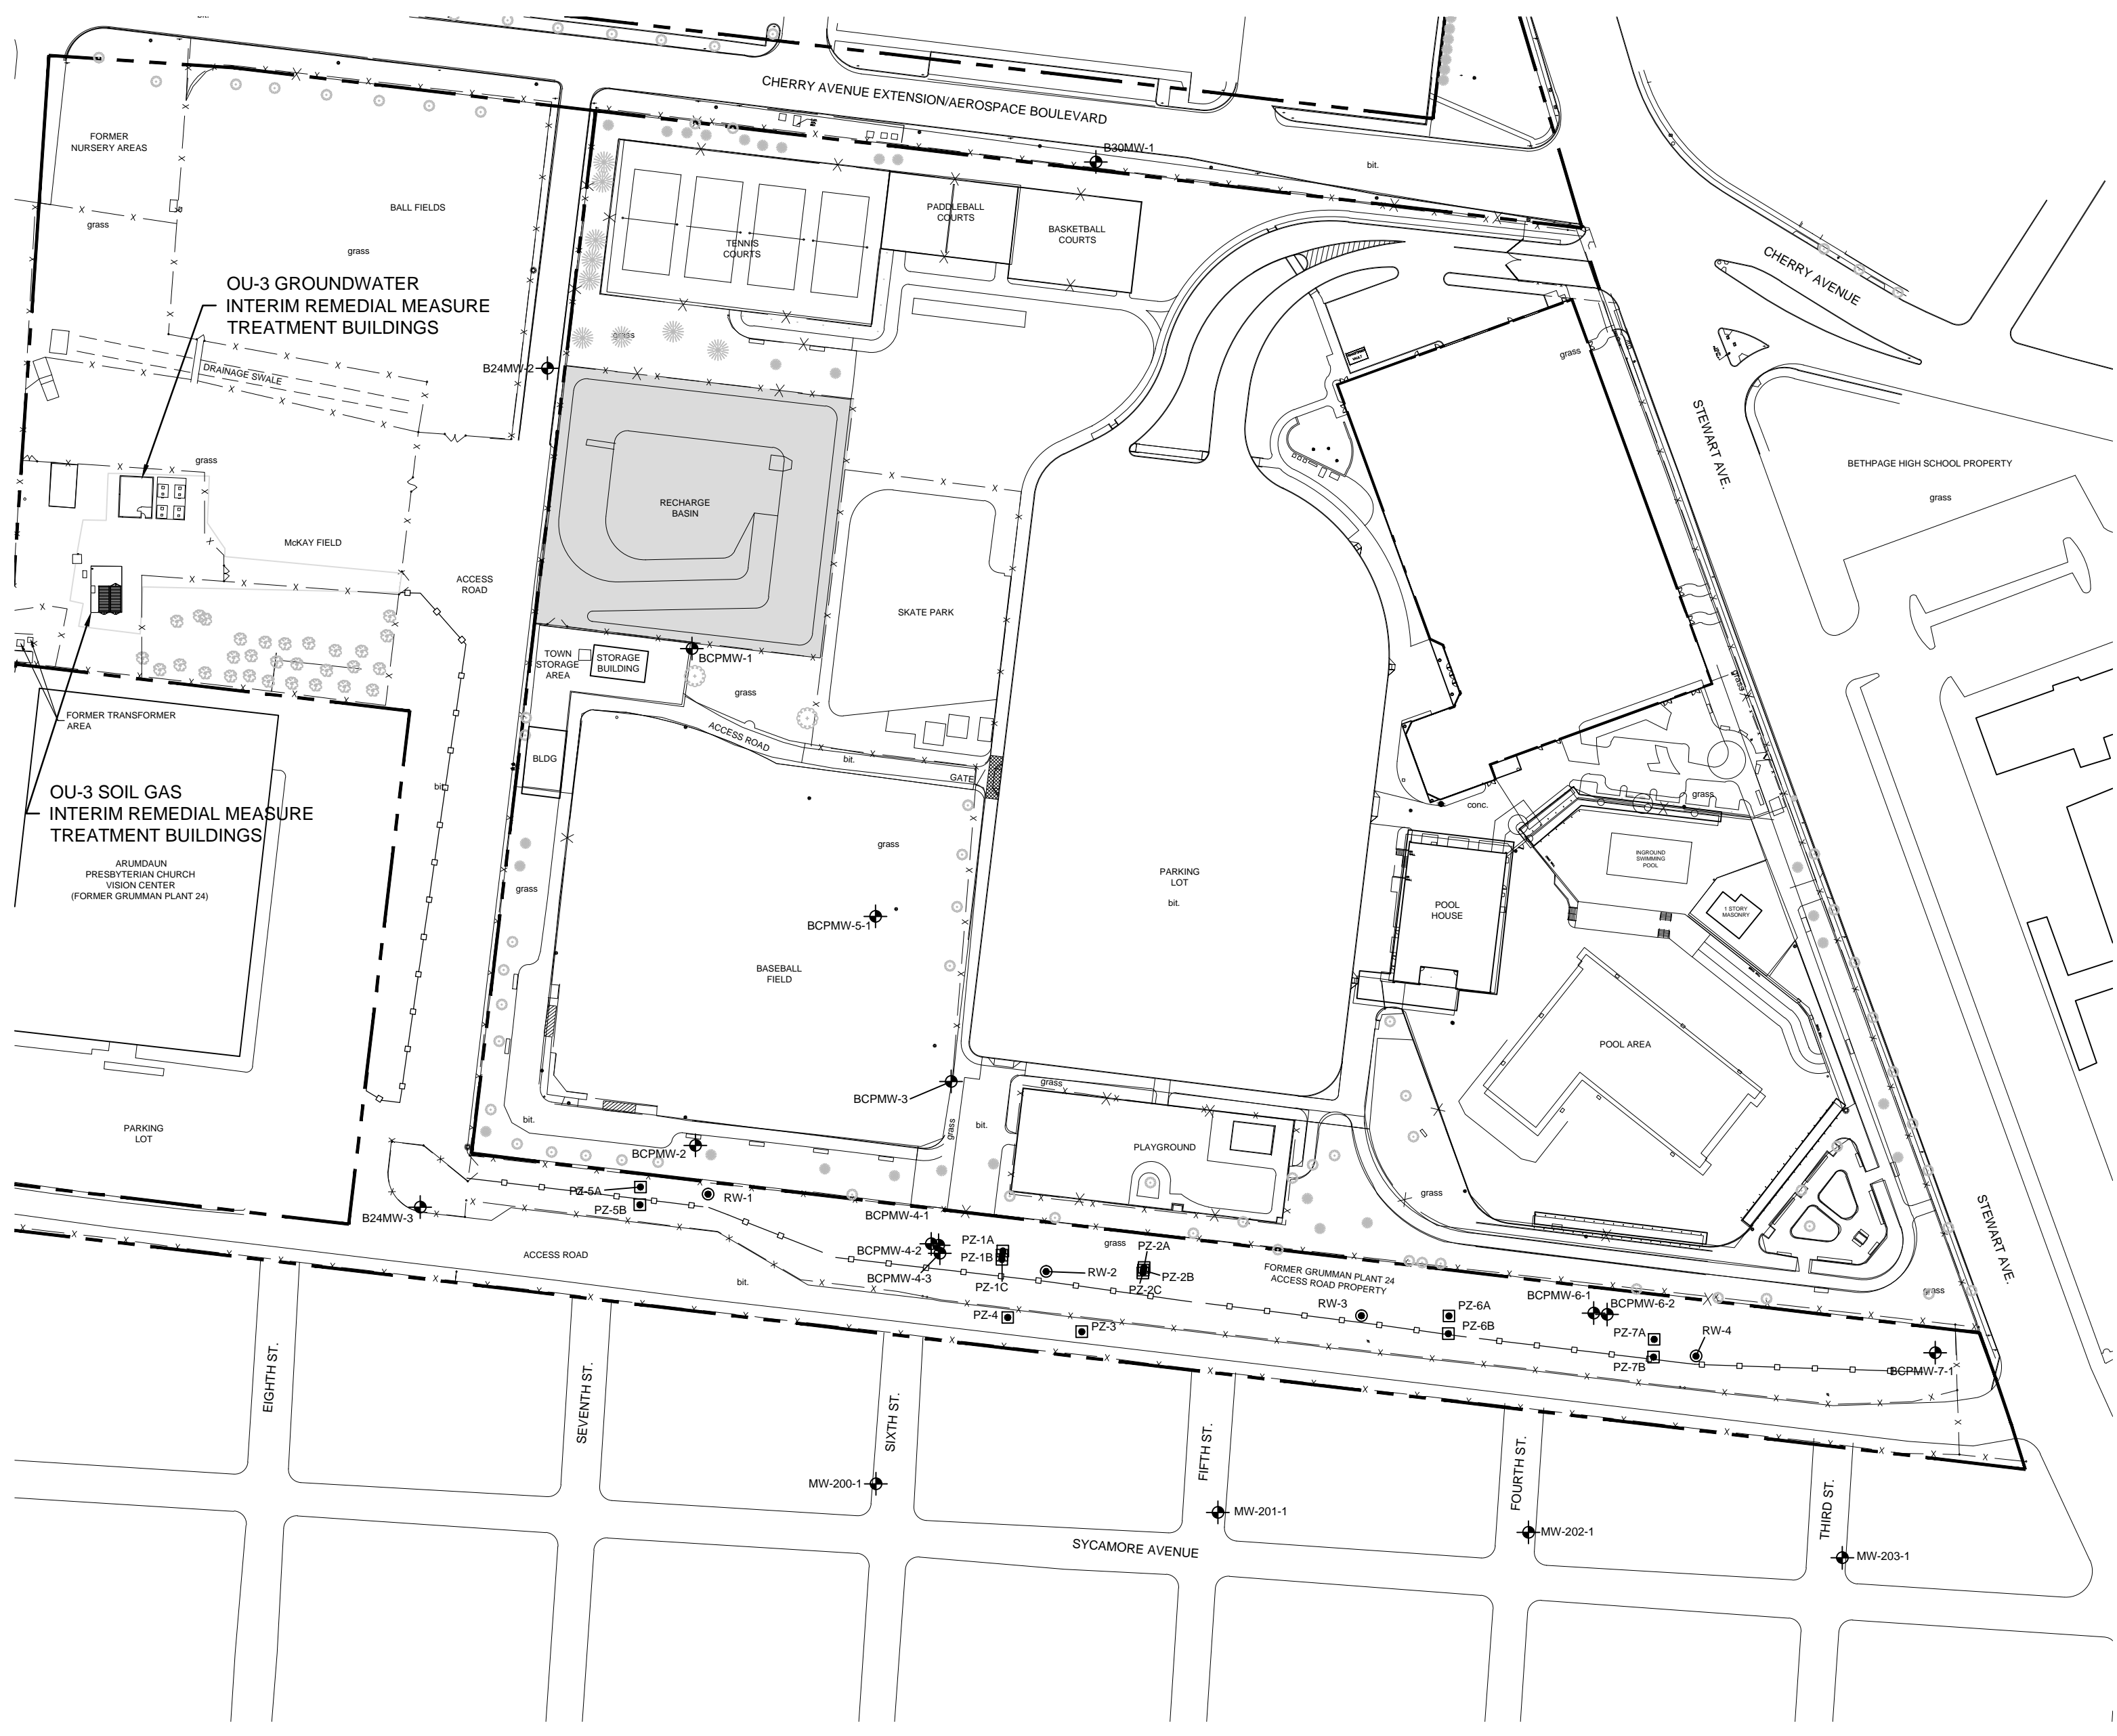 bit.
CHERRY AVENUE EXTENSION/AEROSPACE BOULEVARD
FORMER
NURSERY AREAS
grass
BALL FIELDS
grass
B30MW-1
bit.
PADDLEBALL
COURTS
BASKETBALL
COURTS
TENNIS
COURTS
CHERRY AVENUE
OU-3 GROUNDWATER
INTERIM REMEDIAL MEASURE
TREATMENT BUILDINGS
grass
grass
B24MW-2
DRAINAGE SWALE
STEWART AVE.
grass
BETHPAGE HIGH SCHOOL PROPERTY
grass
RECHARGE
BASIN
McKAY FIELD
ACCESS
ROAD
SKATE PARK
TOWN
STORAGE
AREA
STORAGE
BUILDING
BCPMW-1
grass
grass
FORMER TRANSFORMER
AREA
ACCESS ROAD
bit.
BLDG
GATE
bit.
OU-3 SOIL GAS
INTERIM REMEDIAL MEASURE
TREATMENT BUILDINGS
conc.
grass
grass
INGROUND
SWIMMING
POOL
ARUMDAUN
PRESBYTERIAN CHURCH
VISION CENTER
(FORMER GRUMMAN PLANT 24)
grass
PARKING
LOT
bit.
POOL
HOUSE
1 STORY
MASONRY
BCPMW-5-1
BASEBALL
FIELD
POOL AREA
BCPMW-3
grass
bit.
bit.
grass
PARKING
LOT
PLAYGROUND
BCPMW-2
grass
PZ-5A
RW-1
PZ-5B
B24MW-3
BCPMW-4-1
STEWART AVE.
ACCESS ROAD
BCPMW-4-2
PZ-1A
grass
PZ-2A
PZ-1B
BCPMW-4-3
RW-2
PZ-2B
PZ-1C
PZ-2C
bit.
FORMER GRUMMAN PLANT 24
ACCESS ROAD PROPERTY
BCPMW-6-1
BCPMW-6-2
grass
RW-3
PZ-6A
PZ-4
PZ-3
PZ-6B
PZ-7A
RW-4
PZ-7B
BCPMW-7-1
EIGHTH ST.
SEVENTH ST.
SIXTH ST.
FIFTH ST.
FOURTH ST.
THIRD ST.
MW-200-1
MW-201-1
MW-202-1
SYCAMORE AVENUE
MW-203-1